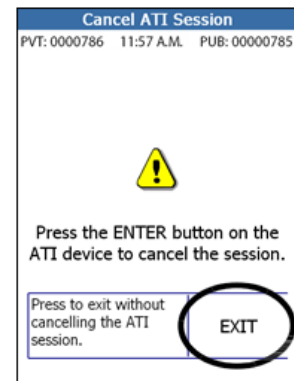 Cancel ATI Session
PVT: 0000786 11:57 A.M. PUB: 00000785
Press the ENTER button on the
ATI device to cancel the session.
Press to exit without
cancelling the ATI
session.
EXIT